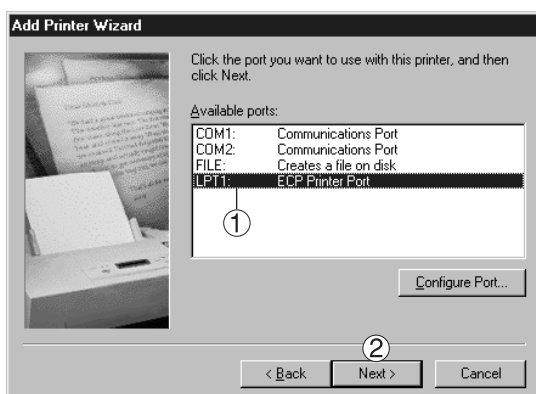 Add Printer Wizard
Click the port you want to use with this printer, and then
click Next.
Available ports:
COM1: Communications Port
COM2: Communications Port
FILE: Creates a file on disk
LPT1: ECP Printer Port
1
Configure Port...
2
< Back Next > Cancel